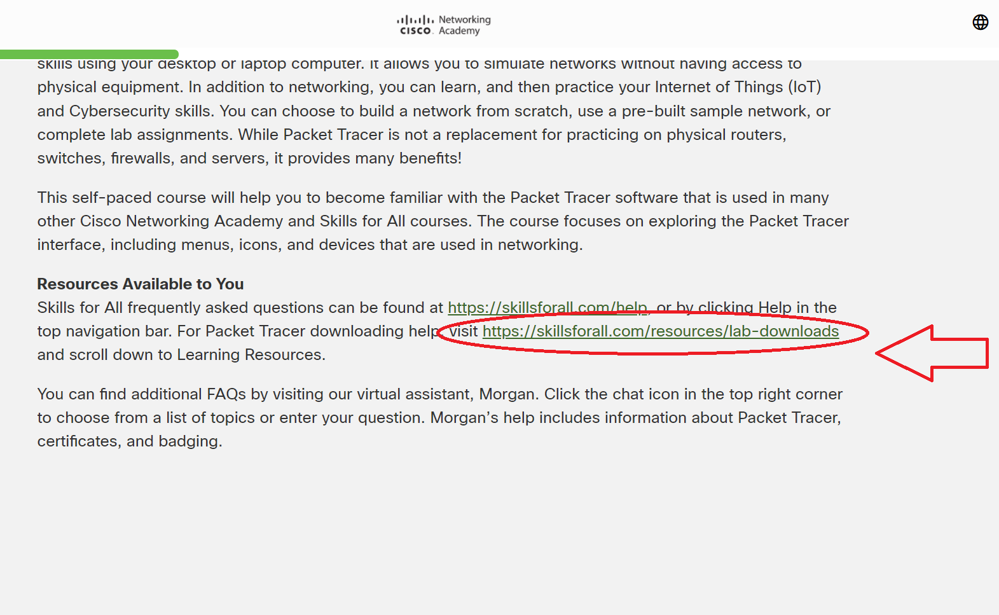 Networking
CISCO Academy
skills using your desktop or laptop computer. It allows you to simulate networks without having access to
physical equipment. In addition to networking, you can learn, and then practice your Internet of Things (IoT)
and Cybersecurity skills. You can choose to build a network from scratch, use a pre-built sample network, or
complete lab assignments. While Packet Tracer is not a replacement for practicing on physical routers,
switches, firewalls, and servers, it provides many benefits!
This self-paced course will help you to become familiar with the Packet Tracer software that is used in many
other Cisco Networking Academy and Skills for All courses. The course focuses on exploring the Packet Tracer
interface, including menus, icons, and devices that are used in networking.
Resources Available to You
Skills for All frequently asked questions can be found at https://skillsforall.com/help, or by clicking Help in the
top navigation bar. For Packet Tracer downloading help, visit https://skillsforall.com/resources/lab-downloads
and scroll down to Learning Resources.
You can find additional FAQs by visiting our virtual assistant, Morgan. Click the chat icon in the top right corner
to choose from a list of topics or enter your question. Morgan’s help includes information about Packet Tracer,
certificates, and badging.